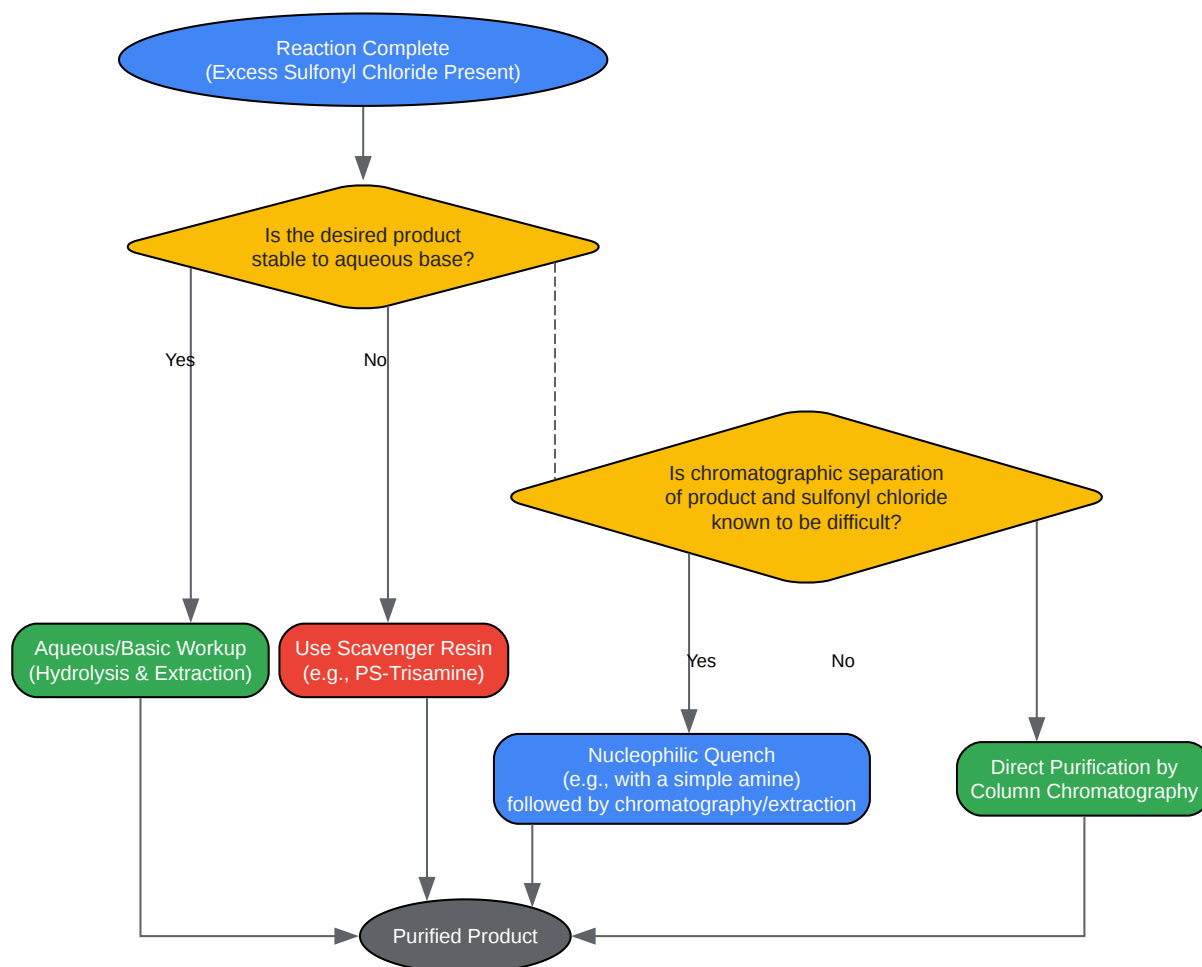 Reaction Complete
(Excess Sulfonyl Chloride Present)
Is the desired product
stable to aqueous base?
Yes
No
Is chromatographic separation
of product and sulfonyl chloride
known to be difficult?
Aqueous/Basic Workup
(Hydrolysis & Extraction)
Use Scavenger Resin
(e.g., PS-Trisamine)
Yes
No
Nucleophilic Quench
(e.g., with a simple amine)
followed by chromatography/extraction
Direct Purification by
Column Chromatography
Purified Product